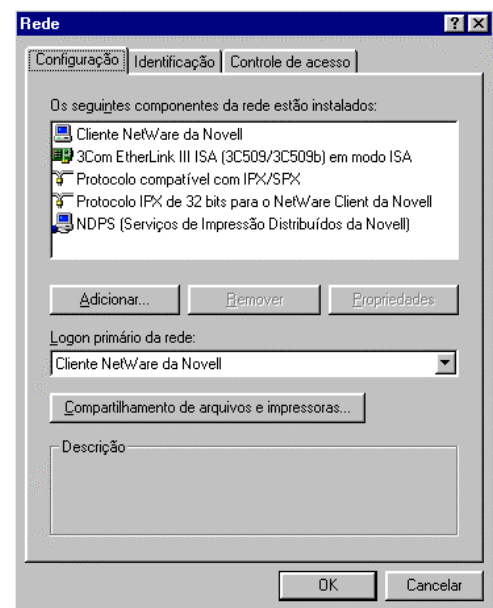 Rede
Configuração Identificação Controle de acesso
Os seguintes componentes da rede estão instalados:
Cliente NetWare da Novell
3Com EtherLink III ISA (3C509/3C509b) em modo ISA
Protocolo compatível com IPX/SPX
Protocolo IPX de 32 bits para o NetWare Client da Novell
NDPS (Serviços de Impressão Distribuídos da Novell)
Adicionar... Remover Propriedades
Logon primário da rede:
Cliente NetWare da Novell
Compartilhamento de arquivos e impressoras...
Descrição
OK Cancelar